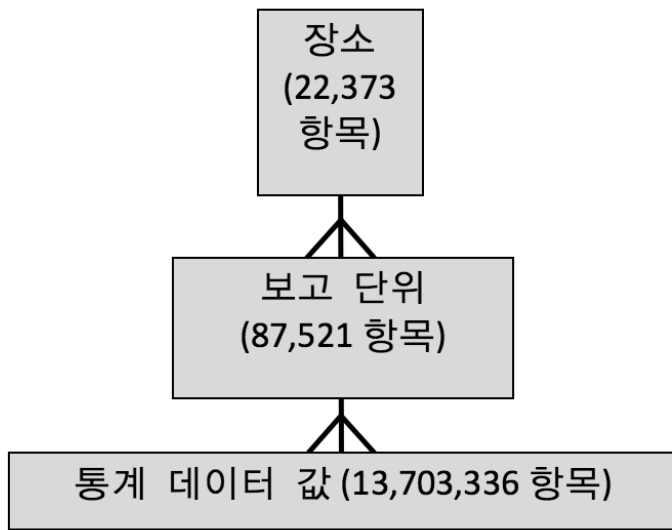 장소
(22,373
항목)
보고 단위
(87,521 항목)
통계 데이터 값 (13,703,336 항목)